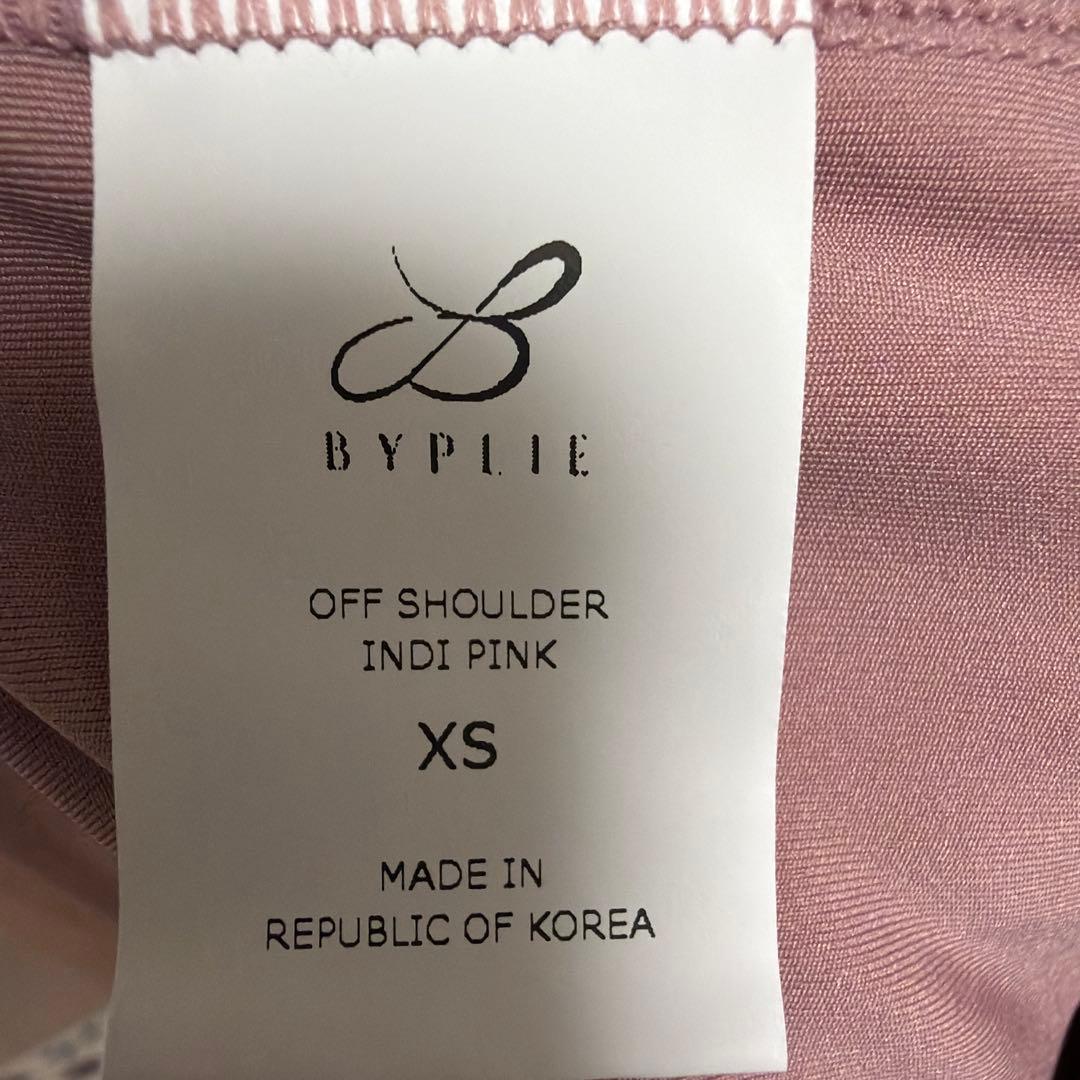 BYPLIE
OFF SHOULDER
INDI PINK
XS
MADE IN
REPUBLIC OF KOREA